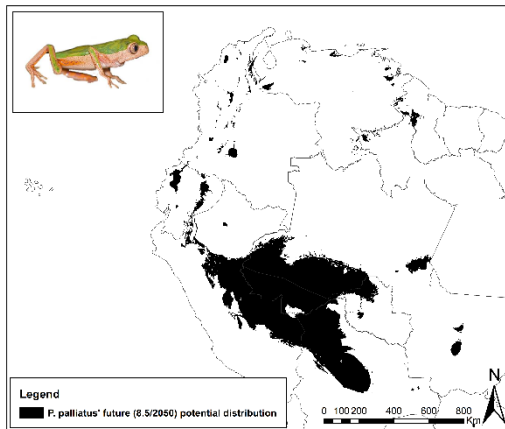 N
Legend
P. palliatus' future (8.5/2050) potential distribution
0 100 200 400 600 800
Km